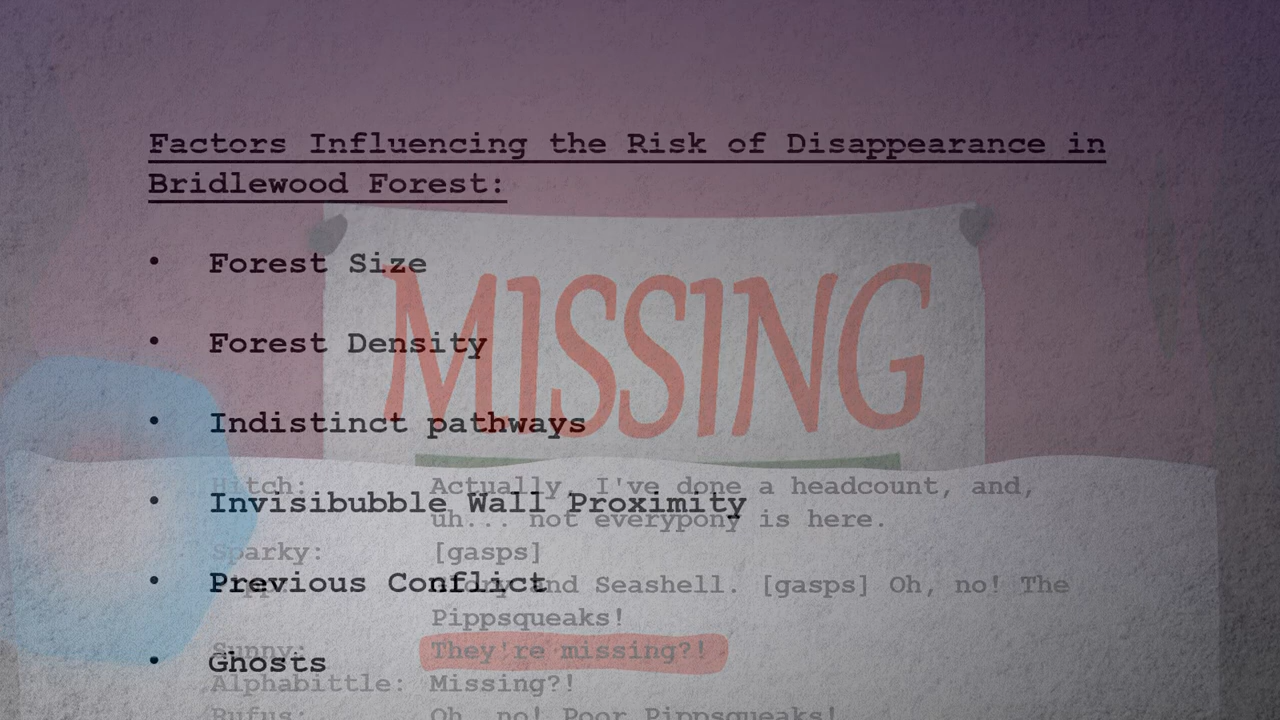 Factors Influencing the Risk of Disappearance in
Bridlewood Forest:
• Forest Size
MISSING
• Forest Density
• Indistinct pathways
Hitch: Actually, I've done a headcount, and,
• Invisibubble Wall Proximity
uh... not everypony is here.
Sparky: [gasps]
• Previous Conflict
and Seashell. [gasps] Oh, no! The
Pippsqueaks!
Sunny: They're missing?!
• Ghosts
Alphabittle: Missing?!
Rufus: Oh, no! Poor Pippsqueaks!